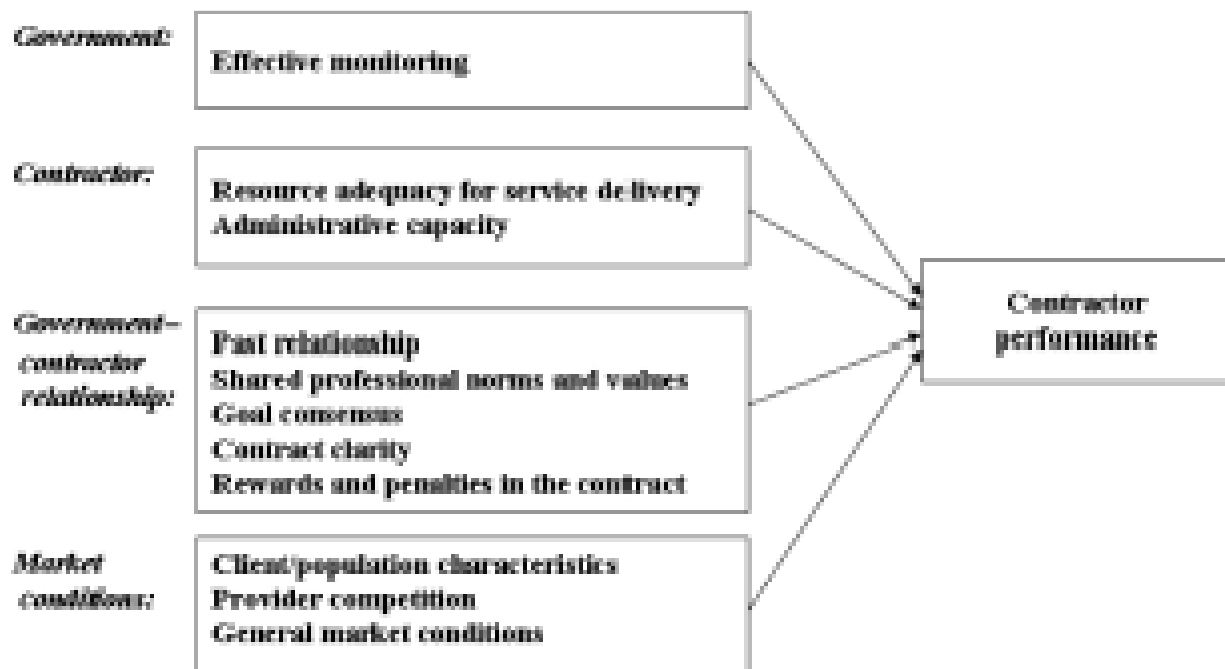 Government:
Effective monitoring
Contractor:
Resource adequacy for service delivery
Administrative capacity
Government–
contractor
relationship:
Past relationship
Shared professional norms and values
Goal consensus
Contract clarity
Rewards and penalties in the contract
Market
conditions:
Client/population characteristics
Provider competition
General market conditions
Contractor
performance